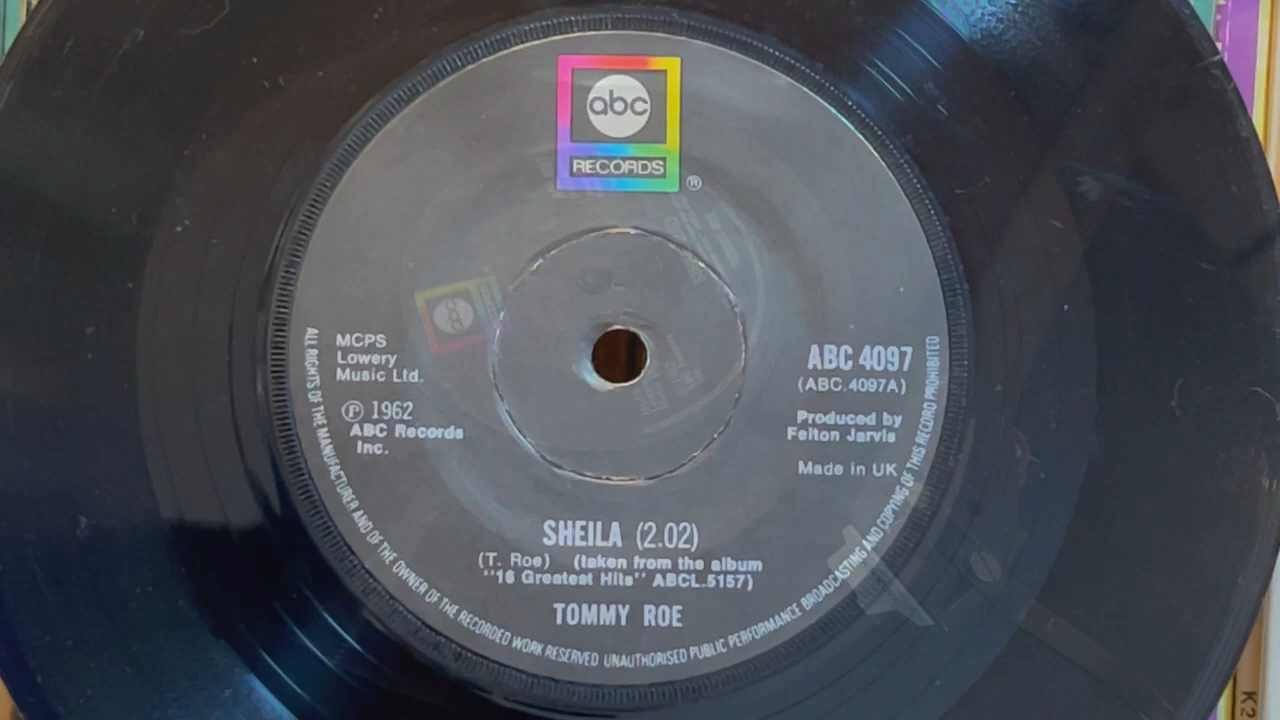 abc
RECORDS
®
MCPS
Lowery
Music Ltd.
Ⓟ 1962
ABC Records
Inc.
ABC 4097
(ABC.4097A)
Produced by
Felton Jarvis
Made in UK
SHEILA (2.02)
(T. Roe) (taken from the album
"16 Greatest Hits" ABCL.5157)
TOMMY ROE
ALL RIGHTS OF THE MANUFACTURER AND OF THE OWNER OF THE RECORDED WORK RESERVED UNAUTHORISED PUBLIC PERFORMANCE BROADCASTING AND COPYING OF THIS RECORD PROHIBITED
K2